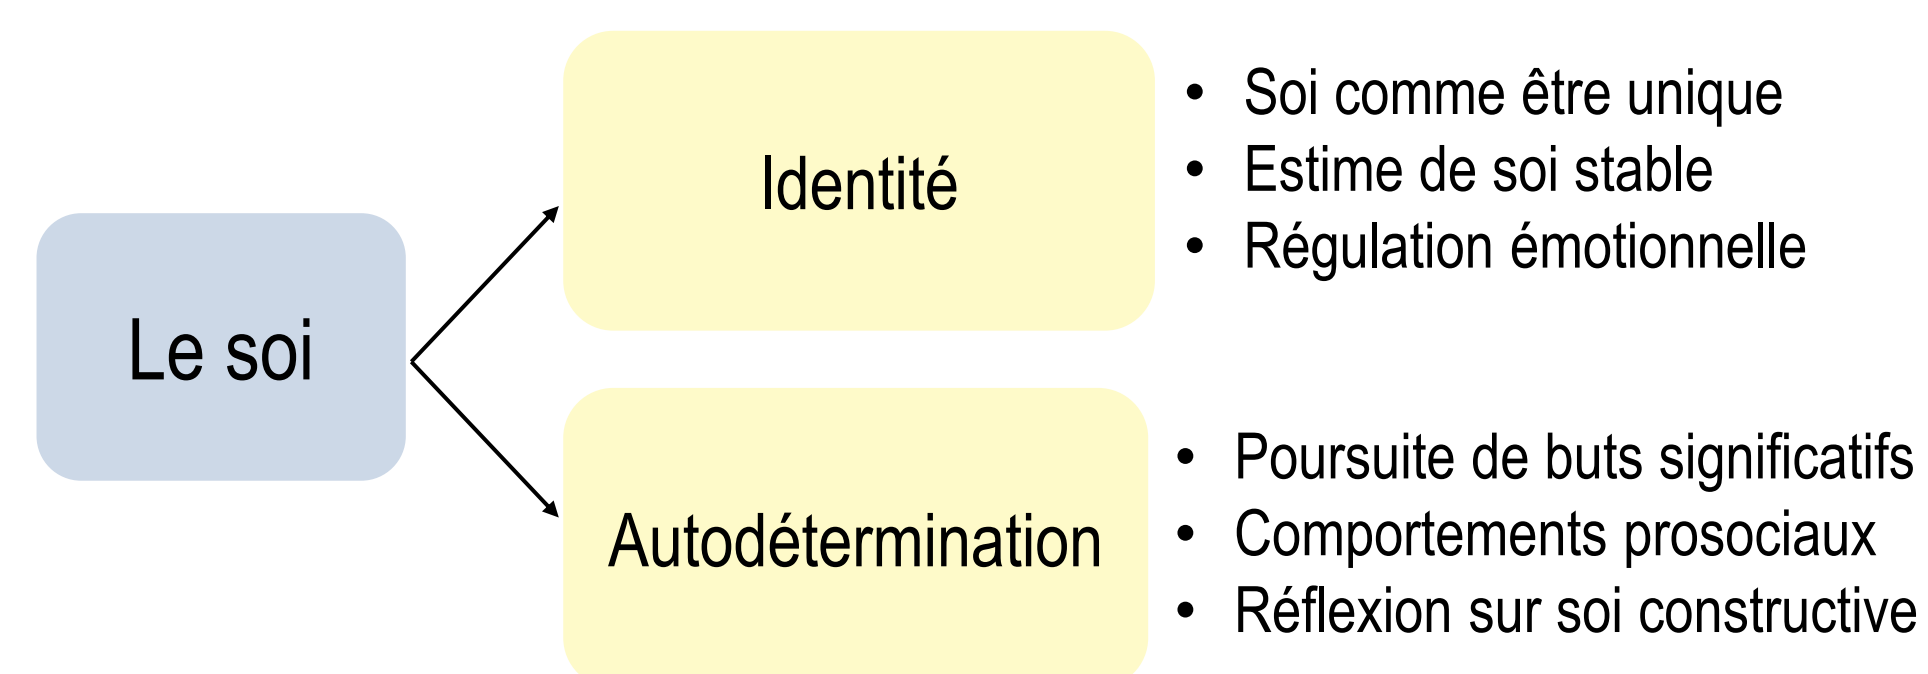 Le soi
Identité
• Soi comme être unique
• Estime de soi stable
• Régulation émotionnelle
Autodétermination
• Poursuite de buts significatifs
• Comportements prosociaux
• Réflexion sur soi constructive